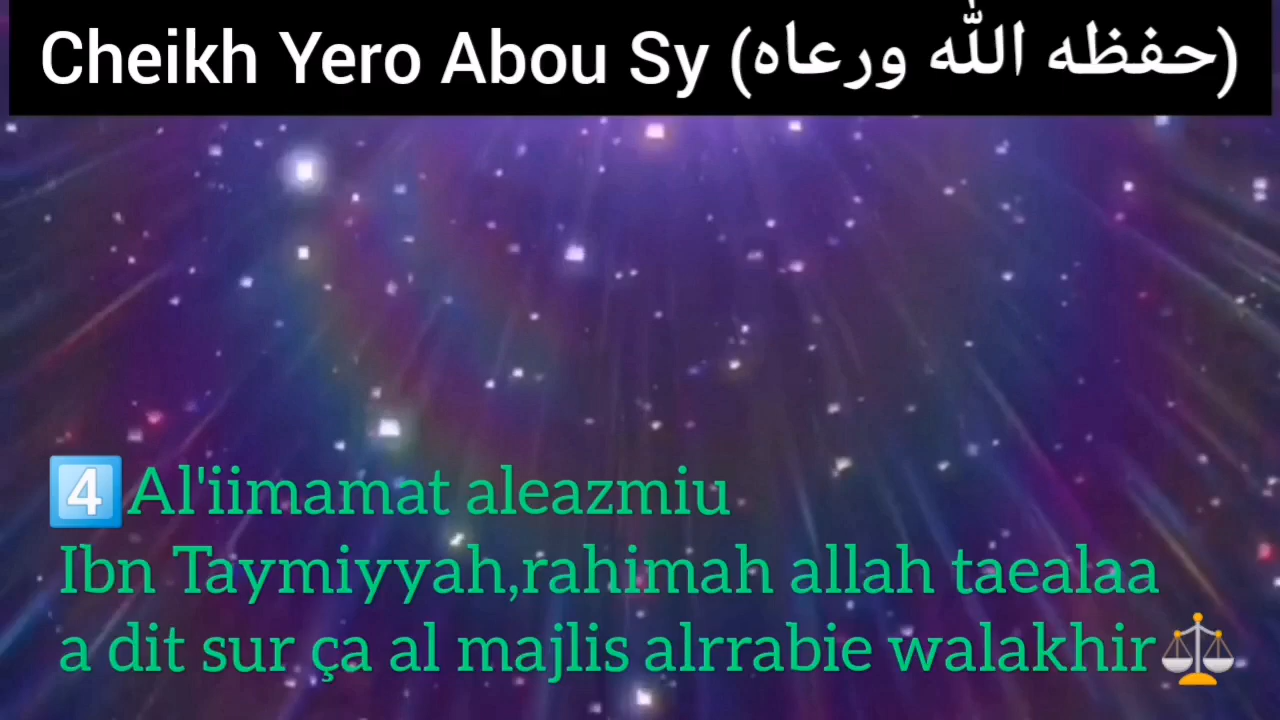 Cheikh Yero Abou Sy (حفظه الله ورعاه)
4️⃣Al'iimamat aleazmiu
Ibn Taymiyyah,rahimah allah taealaa
a dit sur ça al majlis alrrabie walakhir⚖️